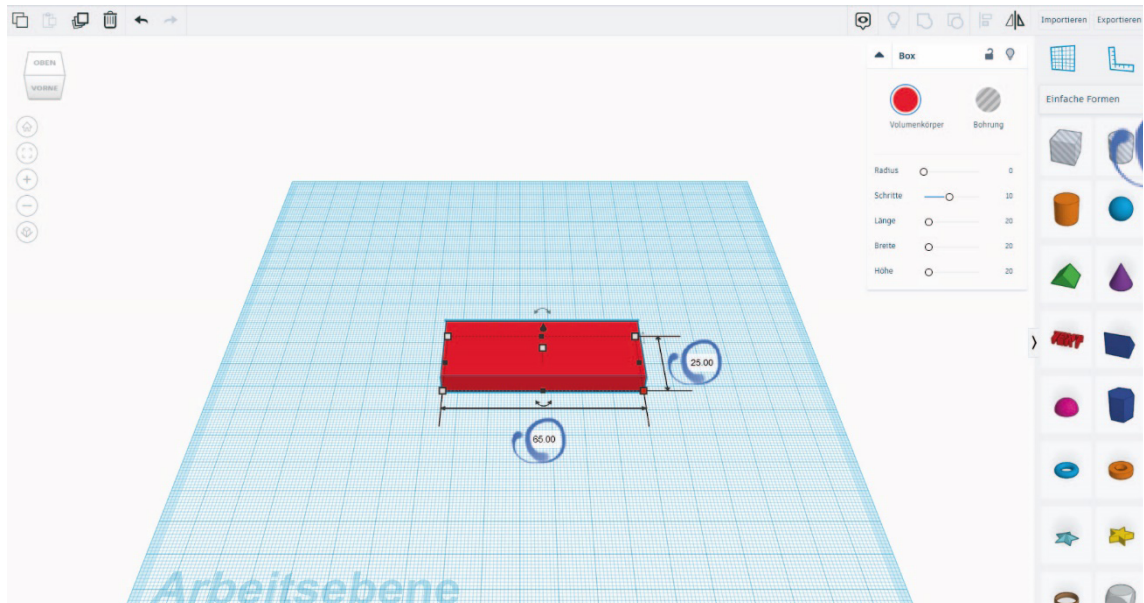 Importieren Exportieren
OBEN
VORNE
Box
Volumenkörper Bohrung
Radius 0
Schritte 10
Länge 20
Breite 20
Höhe 20
Einfache Formen
25.00
65.00
Arbeitsebene